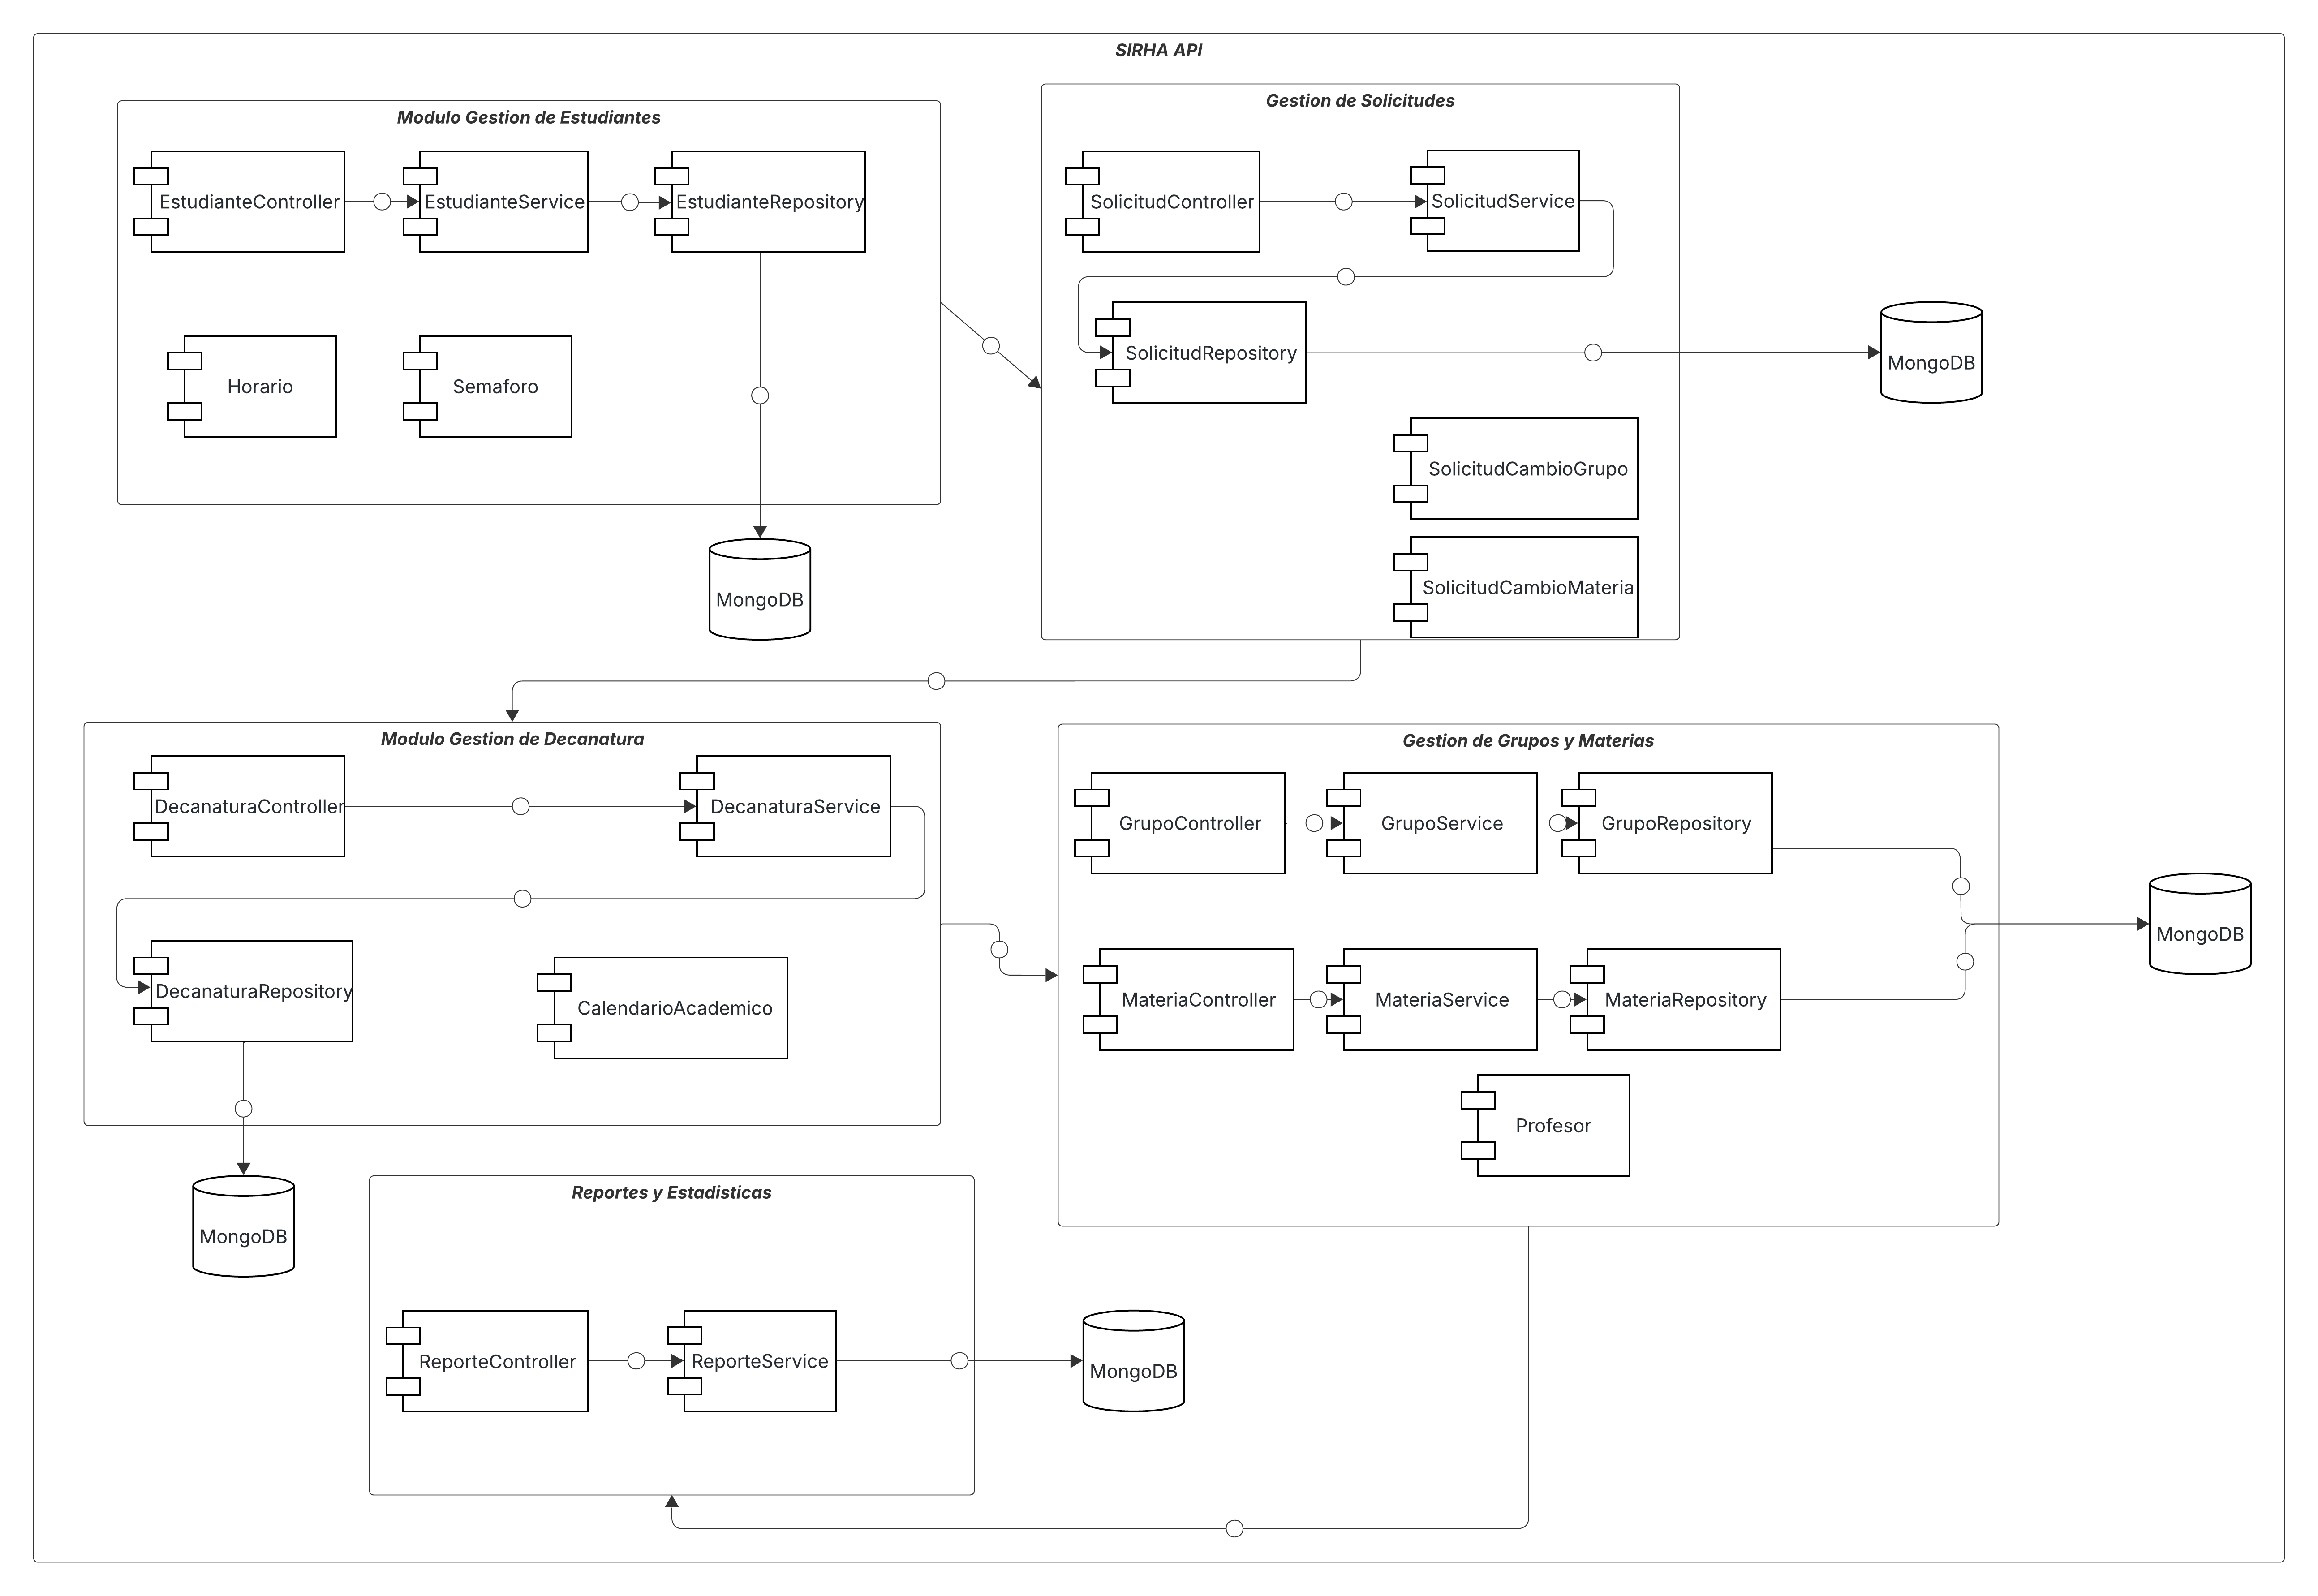 SIRHA API
Modulo Gestion de Estudiantes
EstudianteController
EstudianteService
EstudianteRepository
Horario
Semaforo
MongoDB
Gestion de Solicitudes
SolicitudController
SolicitudService
SolicitudRepository
MongoDB
SolicitudCambioGrupo
SolicitudCambioMateria
Modulo Gestion de Decanatura
DecanaturaController
DecanaturaService
DecanaturaRepository
CalendarioAcademico
MongoDB
Gestion de Grupos y Materias
GrupoController
GrupoService
GrupoRepository
MateriaController
MateriaService
MateriaRepository
Profesor
MongoDB
Reportes y Estadisticas
ReporteController
ReporteService
MongoDB